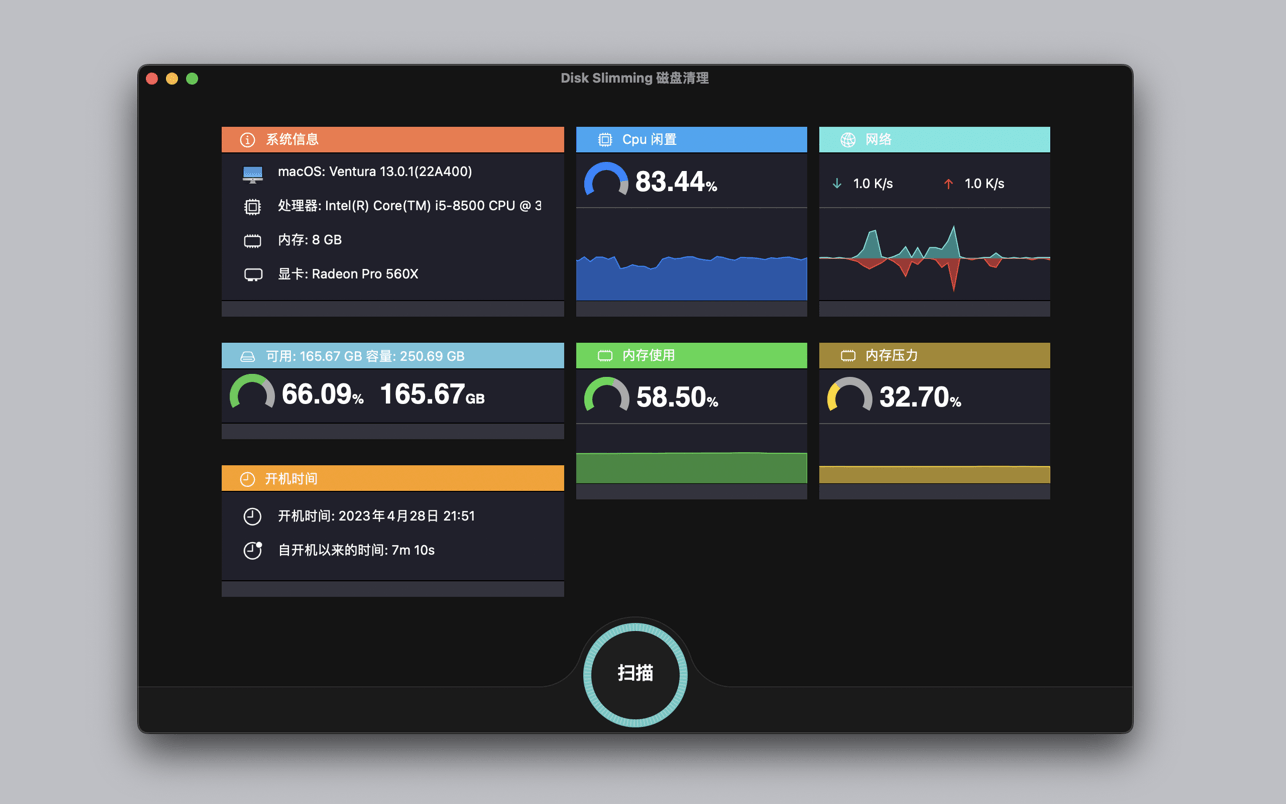 Disk Slimming 磁盘清理
系统信息
macOS: Ventura 13.0.1(22A400)
处理器: Intel(R) Core(TM) i5-8500 CPU @ 3
内存: 8 GB
显卡: Radeon Pro 560X
Cpu 闲置
83.44%
网络
↓ 1.0 K/s ↑ 1.0 K/s
可用: 165.67 GB 容量: 250.69 GB
66.09% 165.67GB
内存使用
58.50%
内存压力
32.70%
开机时间
开机时间: 2023年4月28日 21:51
自开机以来的时间: 7m 10s
扫描